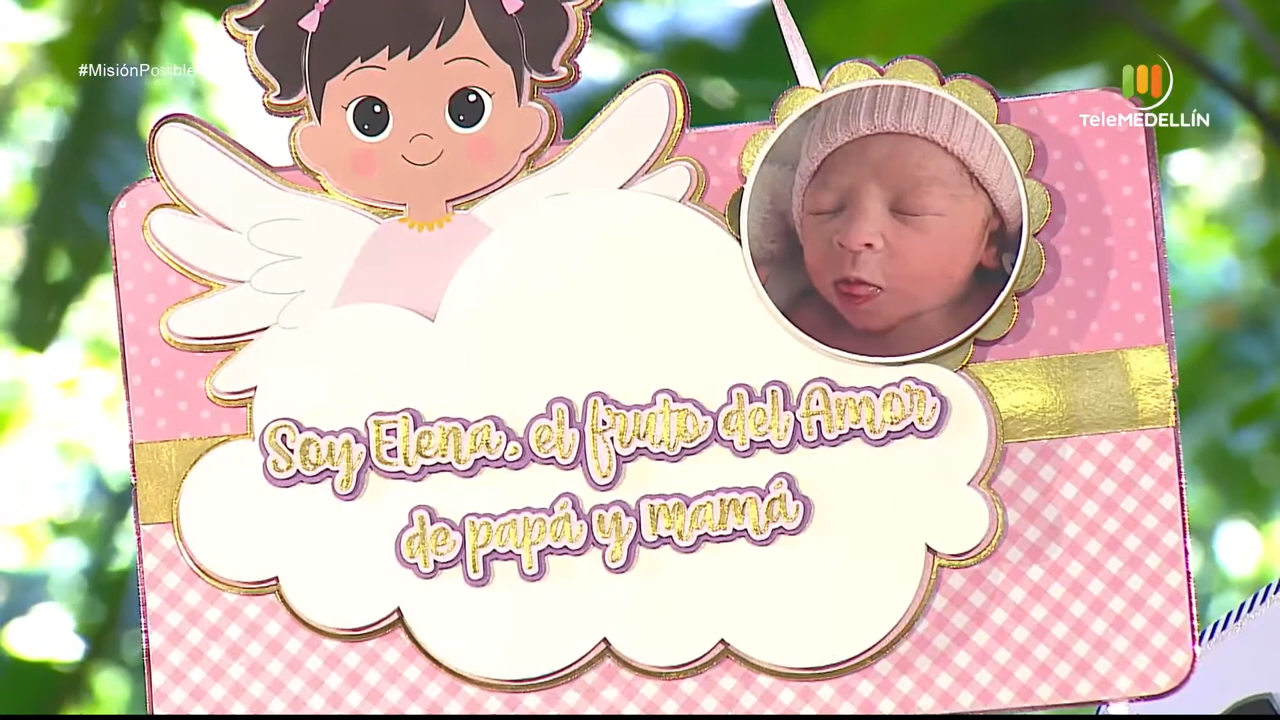 #MisiónPosible
TeleMEDELLÍN
Soy Elena, el fruto del Amor
de papá y mamá